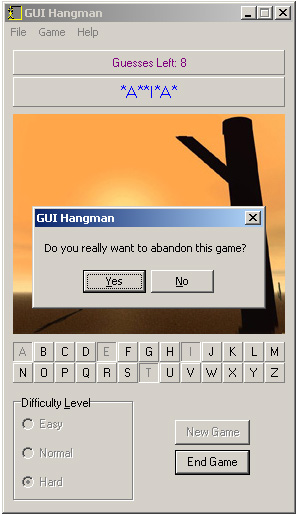 GUI Hangman
File Game Help
Guesses Left: 8
*A**I*A*
GUI Hangman
Do you really want to abandon this game?
Yes No
A B C D E F G H I J K L M
N O P Q R S T U V W X Y Z
Difficulty Level
Easy
Normal
Hard
New Game
End Game